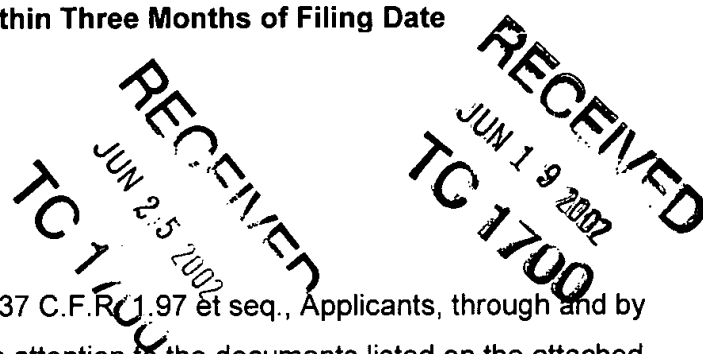 thin Three Months of Filing Date
RECEIVED
JUN 19 2002
TC 1700
RECEIVED
JUN 25 2002
TC 1700
37 C.F.R. 1.97 et seq., Applicants, through and by
attention to the documents listed on the attached